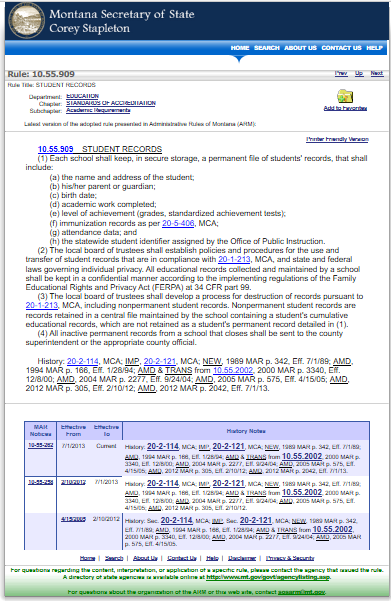 Montana Secretary of State
Corey Stapleton
HOME SEARCH ABOUT US CONTACT US HELP
Rule: 10.55.909
Prev Up Next
Rule Title: STUDENT RECORDS
Department: EDUCATION
Chapter: STANDARDS OF ACCREDITATION
Subchapter: Academic Requirements
Add to Favorites
Latest version of the adopted rule presented in Administrative Rules of Montana (ARM):
Printer Friendly Version
10.55.909 STUDENT RECORDS
(1) Each school shall keep, in secure storage, a permanent file of students' records, that shall
include:
(a) the name and address of the student;
(b) his/her parent or guardian;
(c) birth date;
(d) academic work completed;
(e) level of achievement (grades, standardized achievement tests);
(f) immunization records as per 20-5-406, MCA;
(g) attendance data; and
(h) the statewide student identifier assigned by the Office of Public Instruction.
(2) The local board of trustees shall establish policies and procedures for the use and
transfer of student records that are in compliance with 20-1-213, MCA, and state and federal
laws governing individual privacy. All educational records collected and maintained by a school
shall be kept in a confidential manner according to the implementing regulations of the Family
Educational Rights and Privacy Act (FERPA) at 34 CFR part 99.
(3) The local board of trustees shall develop a process for destruction of records pursuant to
20-1-213, MCA, including nonpermanent student records. Nonpermanent student records are
records retained in a central file maintained by the school containing a student's cumulative
educational records, which are not retained as a student's permanent record detailed in (1).
(4) All inactive permanent records from a school that closes shall be sent to the county
superintendent or the appropriate county official.
History: 20-2-114, MCA; IMP, 20-2-121, MCA; NEW, 1989 MAR p. 342, Eff. 7/1/89; AMD,
1994 MAR p. 166, Eff. 1/28/94; AMD & TRANS from 10.55.2002, 2000 MAR p. 3340, Eff.
12/8/00; AMD, 2004 MAR p. 2277, Eff. 9/24/04; AMD, 2005 MAR p. 575, Eff. 4/15/05; AMD,
2012 MAR p. 305, Eff. 2/10/12; AMD, 2012 MAR p. 2042, Eff. 7/1/13.
MAR Notices Effective From Effective To History Notes
10-55-262 7/1/2013 Current History: 20-2-114, MCA; IMP, 20-2-121, MCA; NEW, 1989 MAR p. 342, Eff. 7/1/89;
AMD, 1994 MAR p. 166, Eff. 1/28/94; AMD & TRANS from 10.55.2002, 2000 MAR p.
3340, Eff. 12/8/00; AMD, 2004 MAR p. 2277, Eff. 9/24/04; AMD, 2005 MAR p. 575, Eff.
4/15/05; AMD, 2012 MAR p. 305, Eff. 2/10/12; AMD, 2012 MAR p. 2042, Eff. 7/1/13.
10-55-258 2/10/2012 7/1/2013 History: 20-2-114, MCA; IMP, 20-2-121, MCA; NEW, 1989 MAR p. 342, Eff. 7/1/89;
AMD, 1994 MAR p. 166, Eff. 1/28/94; AMD & TRANS from 10.55.2002, 2000 MAR p.
3340, Eff. 12/8/00; AMD, 2004 MAR p. 2277, Eff. 9/24/04; AMD, 2005 MAR p. 575, Eff.
4/15/05; AMD, 2012 MAR p. 305, Eff. 2/10/12.
4/15/2005 2/10/2012 History: Sec. 20-2-114, MCA; IMP, Sec. 20-2-121, MCA; NEW, 1989 MAR p. 342, Eff.
7/1/89; AMD, 1994 MAR p. 166, Eff. 1/28/94; AMD & TRANS from 10.55.2002, 2000
MAR p. 3340, Eff. 12/8/00; AMD, 2004 MAR p. 2277, Eff. 9/24/04; AMD, 2005 MAR p.
575, Eff. 4/15/05.
Home | Search | About Us | Contact Us | Help | Disclaimer | Privacy & Security
For questions regarding the content, interpretation, or application of a specific rule, please contact the agency that issued the rule.
A directory of state agencies is available online at http://www.mt.gov/govt/agencylisting.asp.
For questions about the organization of the ARM or this web site, contact sosarm@mt.gov.